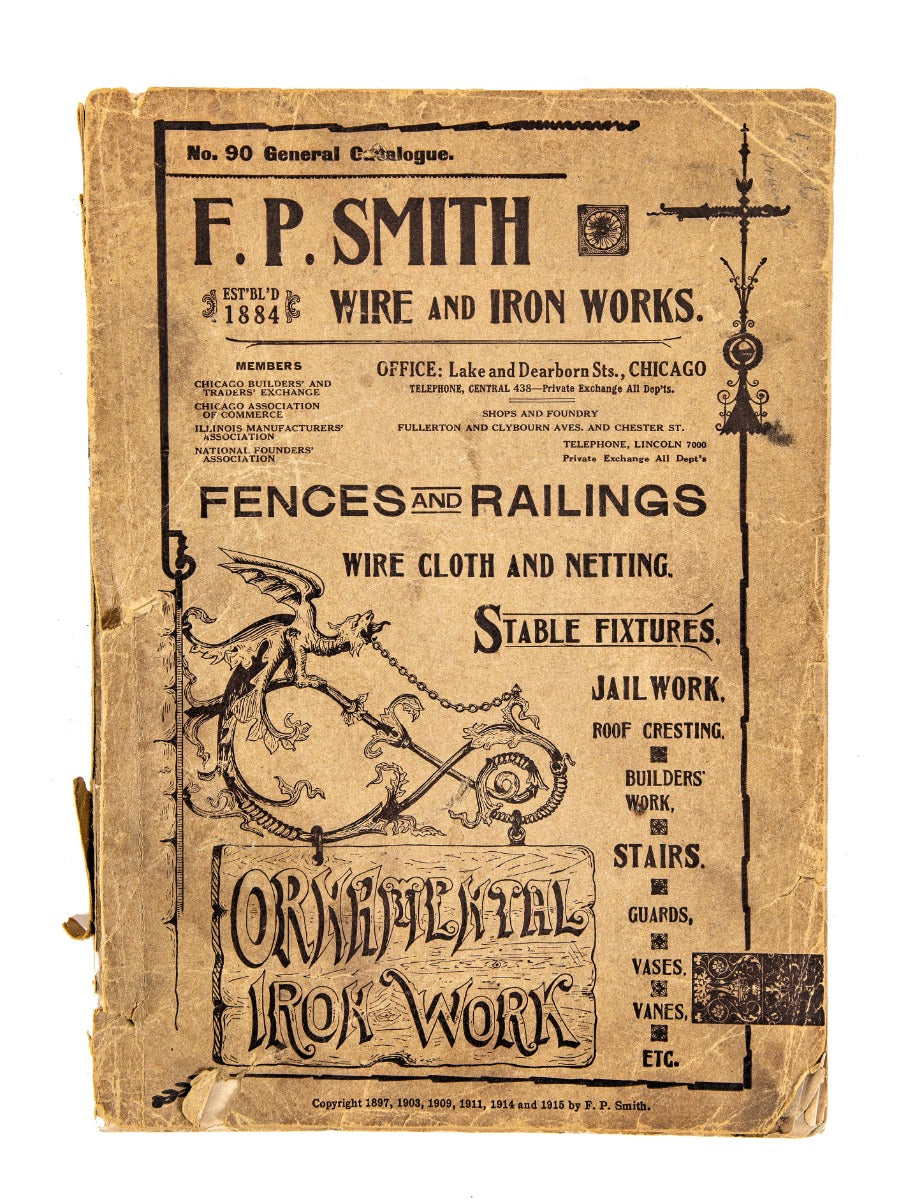 No. 90 General Catalogue.
F. P. SMITH
EST'BL'D
1884
WIRE AND IRON WORKS.
MEMBERS
CHICAGO BUILDERS' AND
TRADERS' EXCHANGE
CHICAGO ASSOCIATION
OF COMMERCE
ILLINOIS MANUFACTURERS'
ASSOCIATION
NATIONAL FOUNDERS'
ASSOCIATION
OFFICE: Lake and Dearborn Sts., CHICAGO
TELEPHONE, CENTRAL 438—Private Exchange All Dep'ts.
SHOPS AND FOUNDRY
FULLERTON AND CLYBOURN AVES. AND CHESTER ST.
TELEPHONE, LINCOLN 7000
Private Exchange All Dept's
FENCES AND RAILINGS
WIRE CLOTH AND NETTING.
STABLE FIXTURES.
JAIL WORK.
ROOF CRESTING.
BUILDERS'
WORK,
STAIRS.
GUARDS,
VASES,
VANES,
ETC.
ORNAMENTAL
IRON WORK
Copyright 1897, 1903, 1909, 1911, 1914 and 1915 by F. P. Smith.